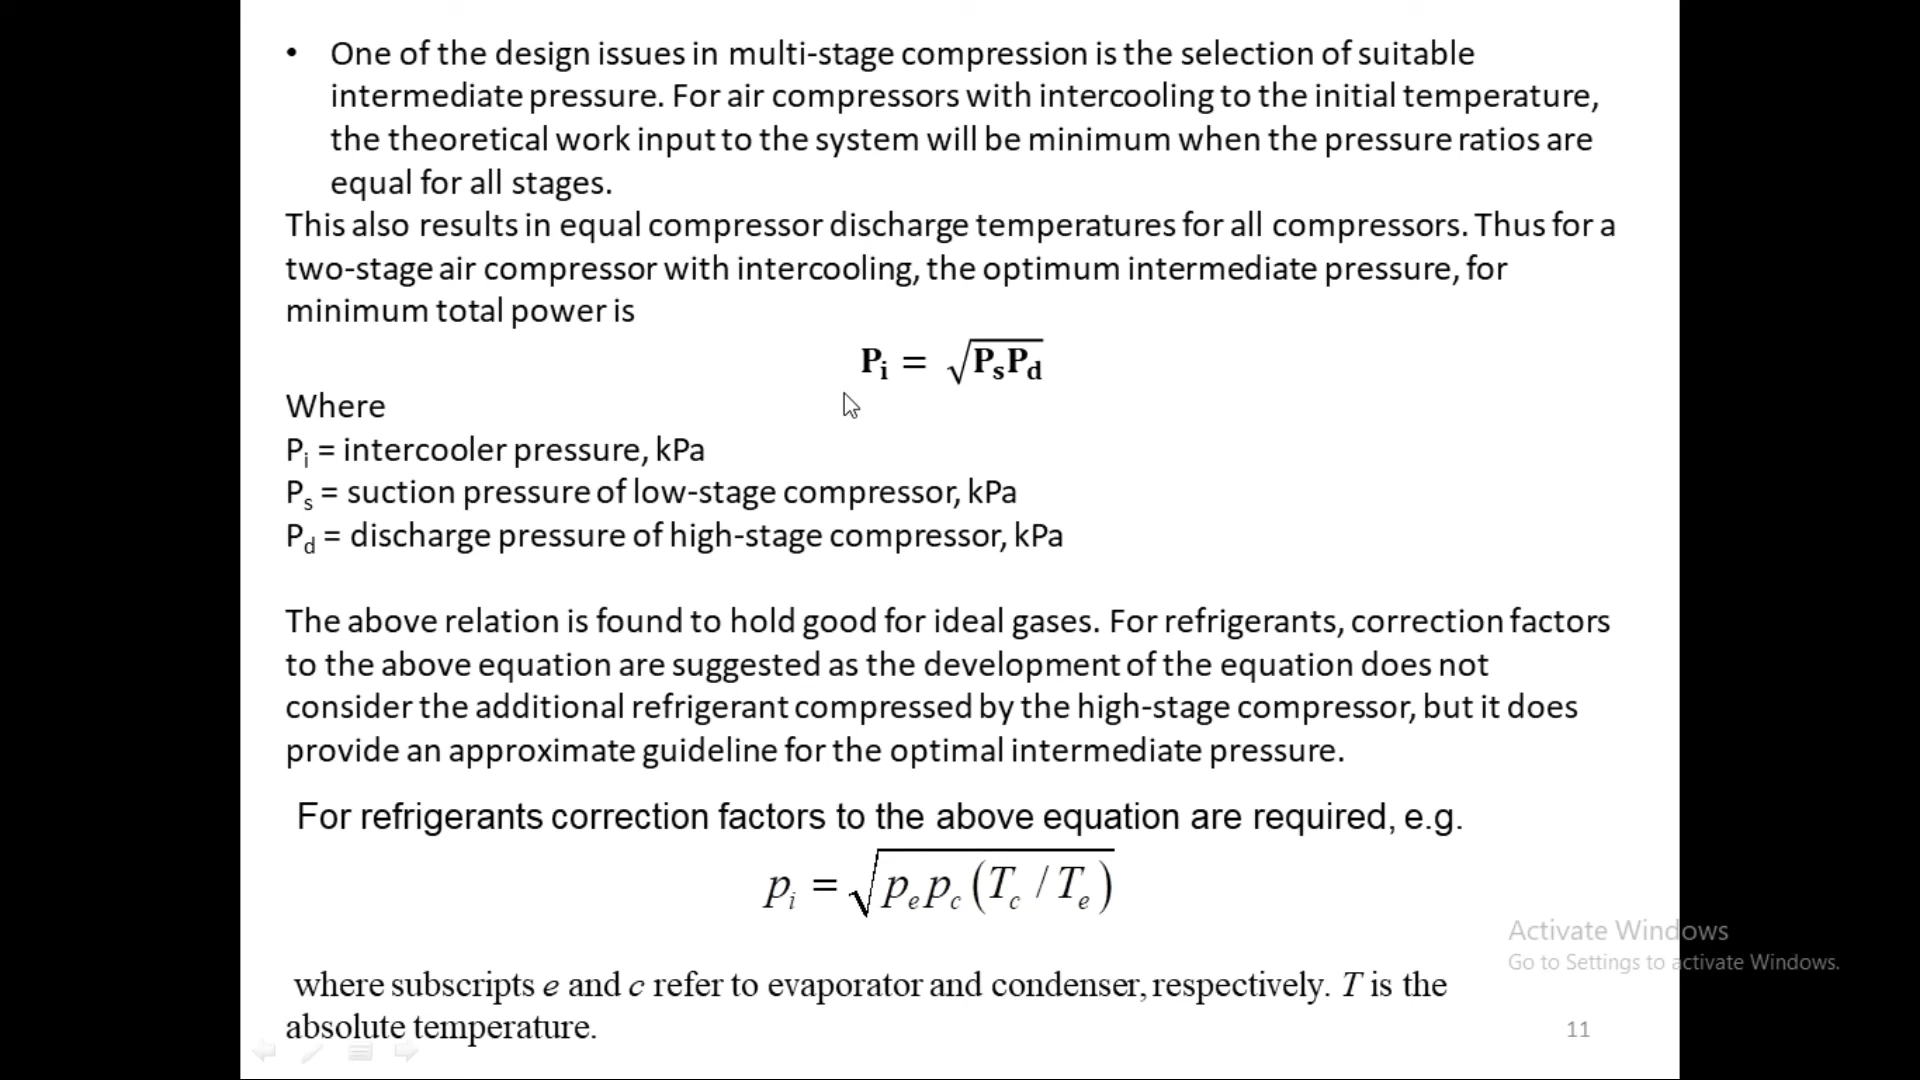 • One of the design issues in multi-stage compression is the selection of suitable
intermediate pressure. For air compressors with intercooling to the initial temperature,
the theoretical work input to the system will be minimum when the pressure ratios are
equal for all stages.
This also results in equal compressor discharge temperatures for all compressors. Thus for a
two-stage air compressor with intercooling, the optimum intermediate pressure, for
minimum total power is
Pᵢ = √(PₛP_d)
Where
Pᵢ = intercooler pressure, kPa
Pₛ = suction pressure of low-stage compressor, kPa
P_d = discharge pressure of high-stage compressor, kPa
The above relation is found to hold good for ideal gases. For refrigerants, correction factors
to the above equation are suggested as the development of the equation does not
consider the additional refrigerant compressed by the high-stage compressor, but it does
provide an approximate guideline for the optimal intermediate pressure.
For refrigerants correction factors to the above equation are required, e.g.
pᵢ = √(p_e p_c (T_c / T_e))
Activate Windows
Go to Settings to activate Windows.
where subscripts e and c refer to evaporator and condenser, respectively. T is the
absolute temperature.
11